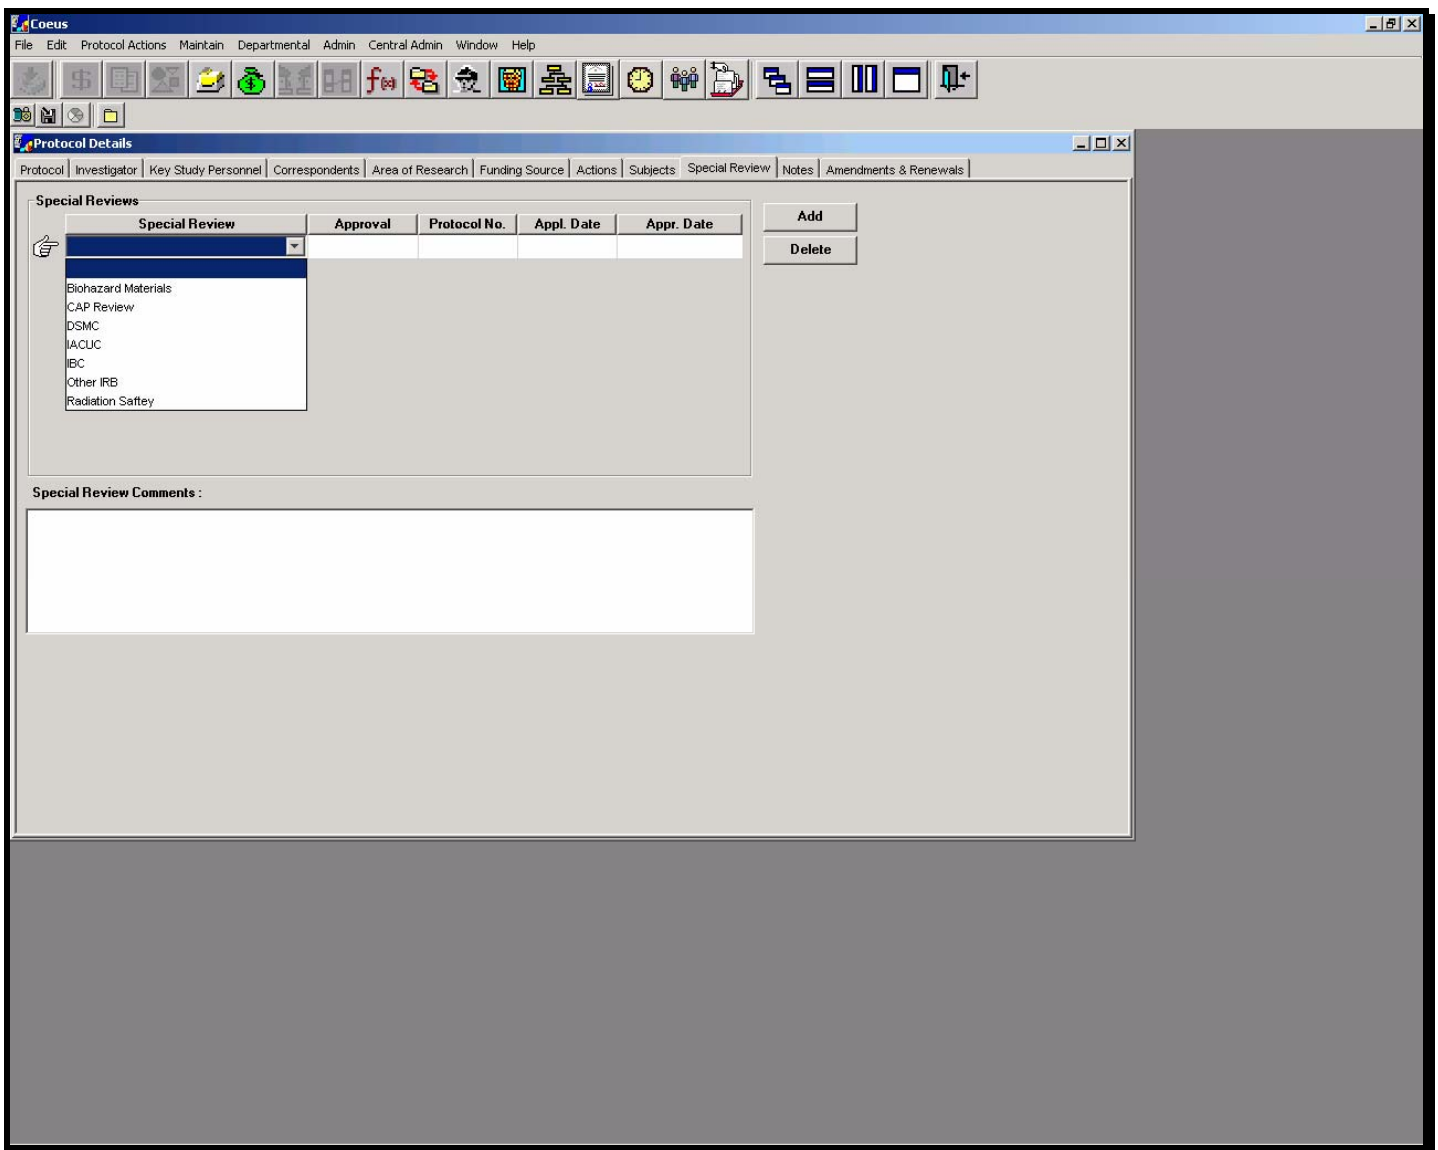 Coeus
File Edit Protocol Actions Maintain Departmental Admin Central Admin Window Help
$ $ f(x)
Protocol Details
Protocol Investigator Key Study Personnel Correspondents Area of Research Funding Source Actions Subjects Special Review Notes Amendments & Renewals
Special Reviews
Special Review Approval Protocol No. Appl. Date Appr. Date
Add
Delete
Biohazard Materials
CAP Review
DSMC
IACUC
IBC
Other IRB
Radiation Saftey
Special Review Comments :